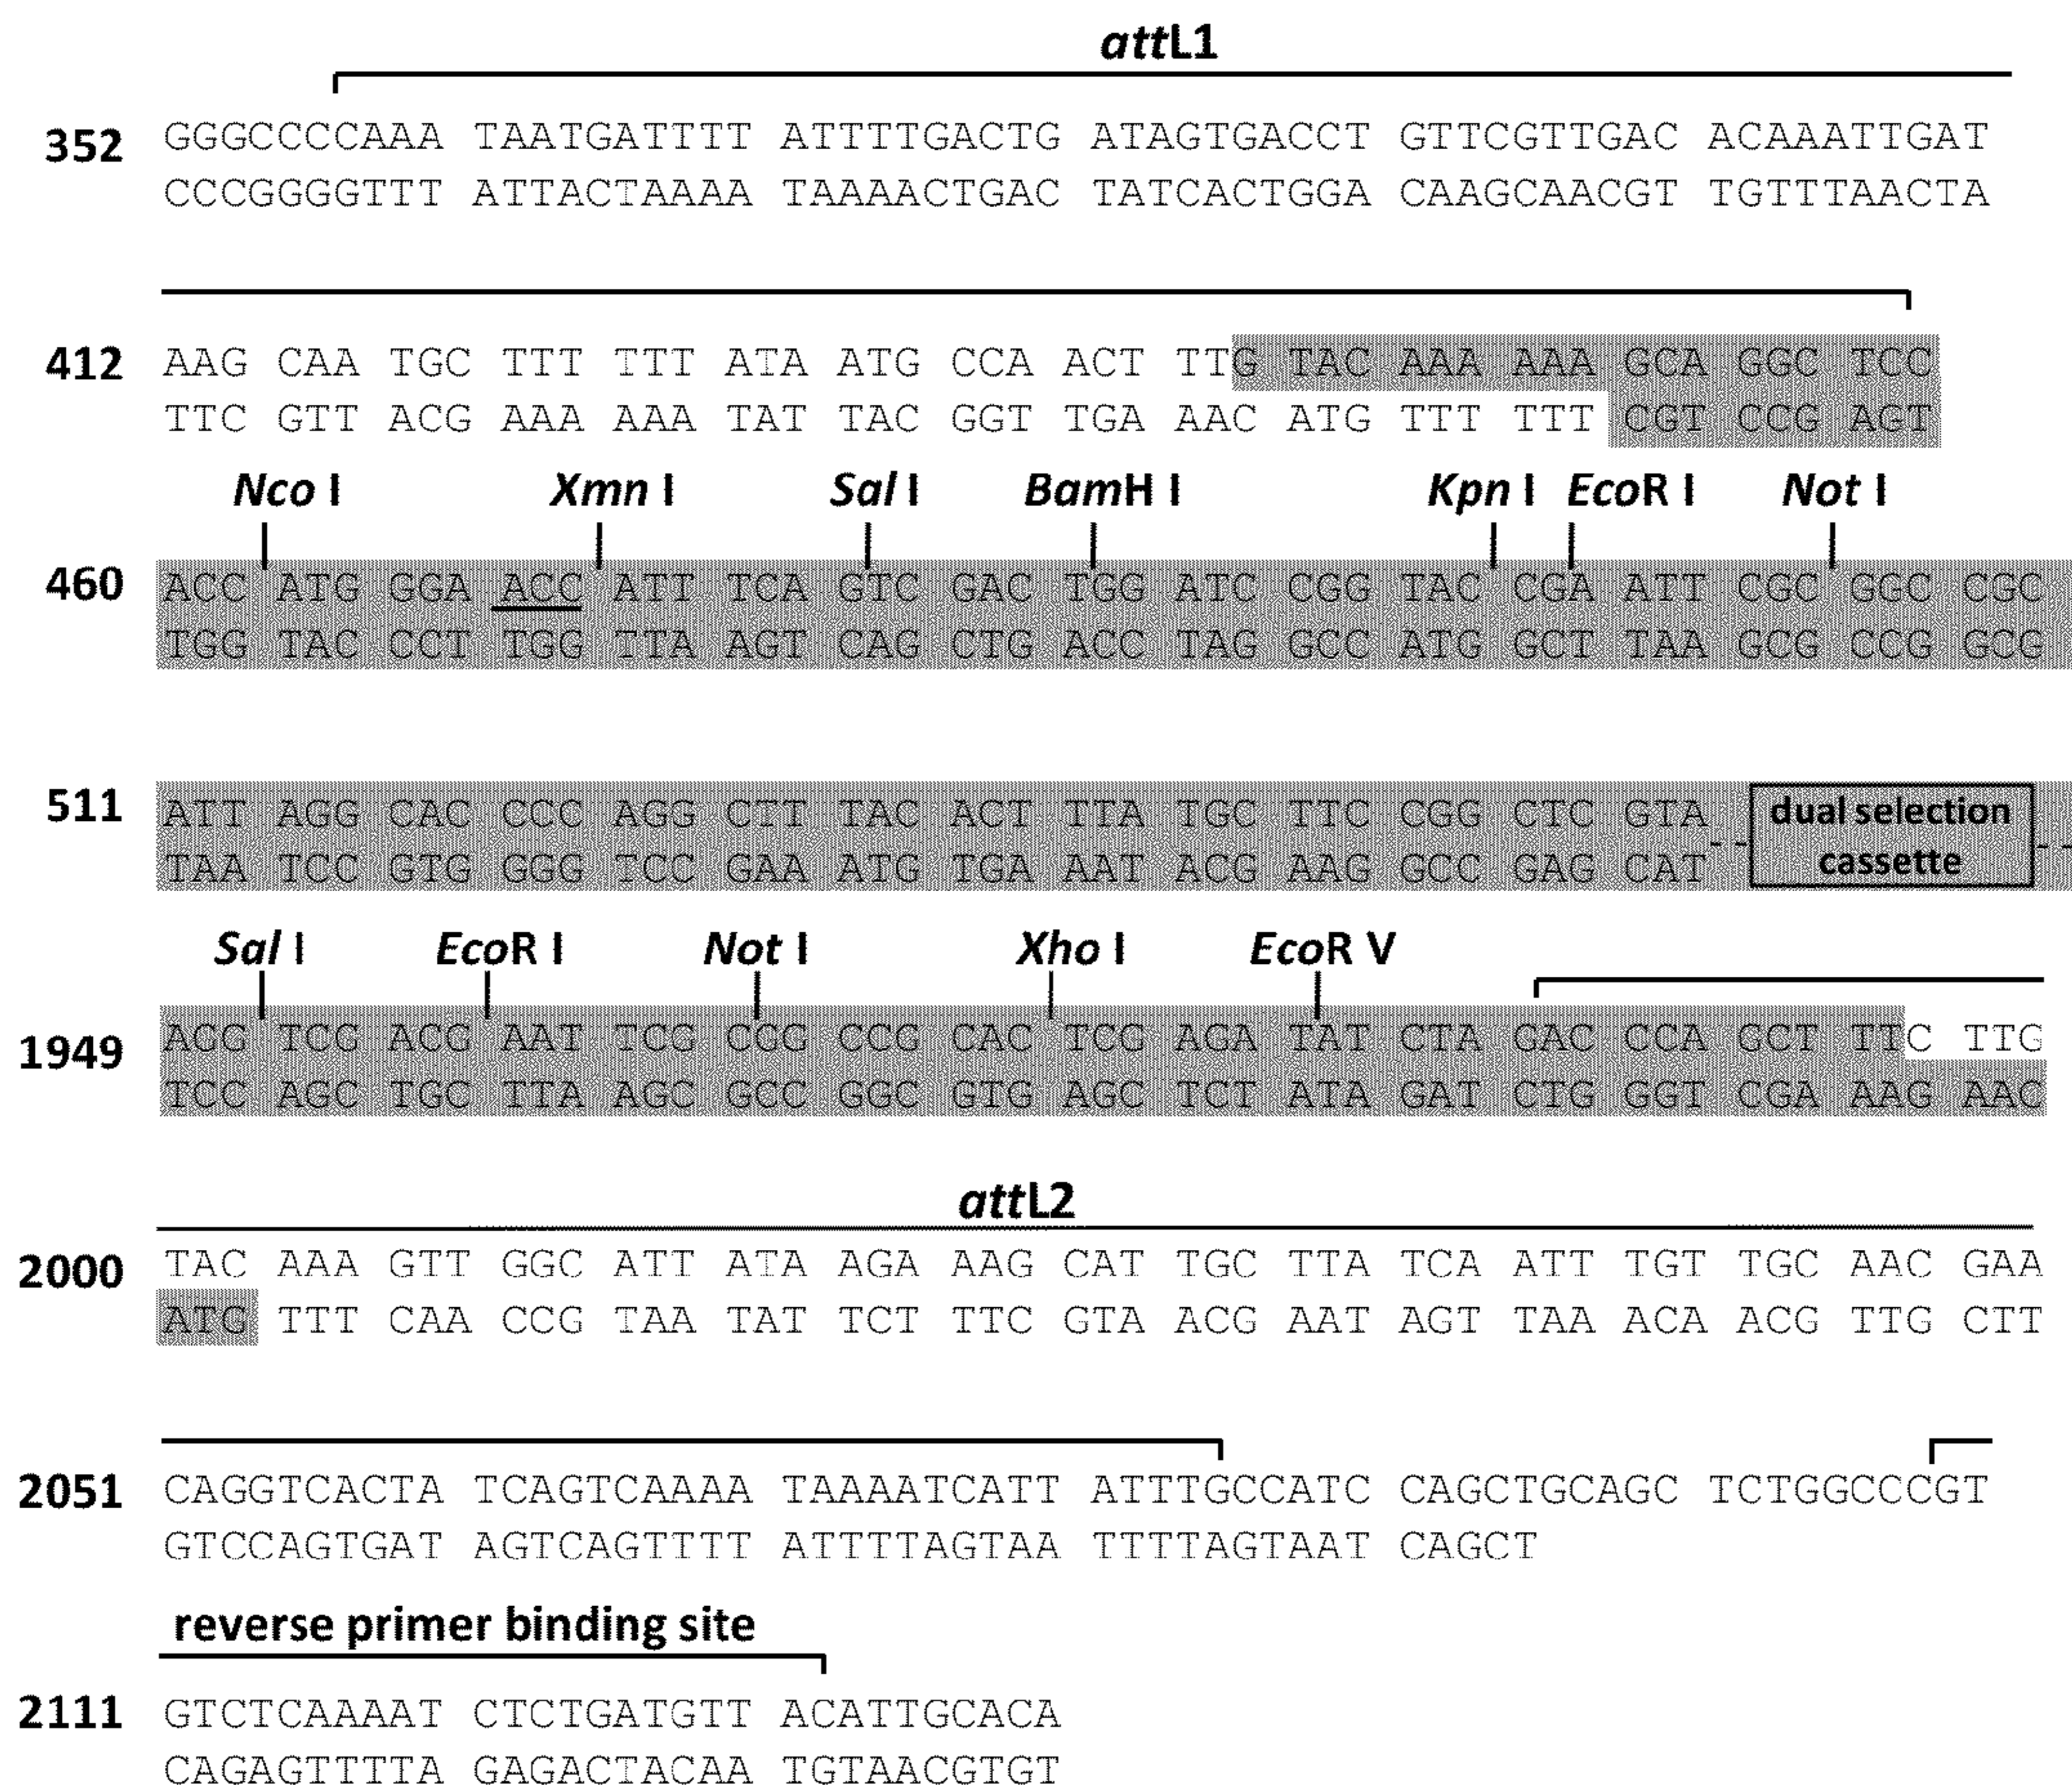 attL1
352 GGGCCCCAAA TAATGATTTT ATTTTGACTG ATAGTGACCT GTTCGTTGAC ACAAATTGAT
CCCGGGGTTT ATTACTAAAA TAAAACTGAC TATCACTGGA CAAGCAACGT TGTTTAACTA
412 AAG CAA TGC TTT TTT ATA ATG CCA ACT TTG TAC AAA AAA GCA GGC TCC
TTC GTT ACG AAA AAA TAT TAC GGT TGA AAC ATG TTT TTT CGT CCG AGT
Nco I Xmn I Sal I BamH I Kpn I EcoR I Not I
460 ACC ATG GGA ACC ATT TCA GTC GAC TGG ATC CGG TAC CGA ATT CGC GGC CGC
TGG TAC CCT TGG TTA AGT CAG CTG ACC TAG GCC ATG GCT TAA GCG CCG GCG
511 ATT AGG CAC CCC AGG CTT TAC ACT TTA TGC TTC CGG CTC GTA -- dual selection --
TAA TCC GTG GGG TCC GAA ATG TGA AAT ACG AAG GCC GAG CAT cassette
Sal I EcoR I Not I Xho I EcoR V
1949 AGG TCG ACG AAT TCG CGG CCG CAC TCG AGA TAT CTA GAC CCA GCT TTC TTG
TCC AGC TGC TTA AGC GCC GGC GTG AGC TCT ATA GAT CTG GGT CGA AAG AAC
attL2
2000 TAC AAA GTT GGC ATT ATA AGA AAG CAT TGC TTA TCA ATT TGT TGC AAC GAA
ATG TTT CAA CCG TAA TAT TCT TTC GTA ACG AAT AGT TAA ACA ACG TTG CTT
2051 CAGGTCACTA TCAGTCAAAA TAAAATCATT ATTTGCCATC CAGCTGCAGC TCTGGCCCGT
GTCCAGTGAT AGTCAGTTTT ATTTTAGTAA TTTTAGTAAT CAGCT
reverse primer binding site
2111 GTCTCAAAAT CTCTGATGTT ACATTGCACA
CAGAGTTTTA GAGACTACAA TGTAACGTGT